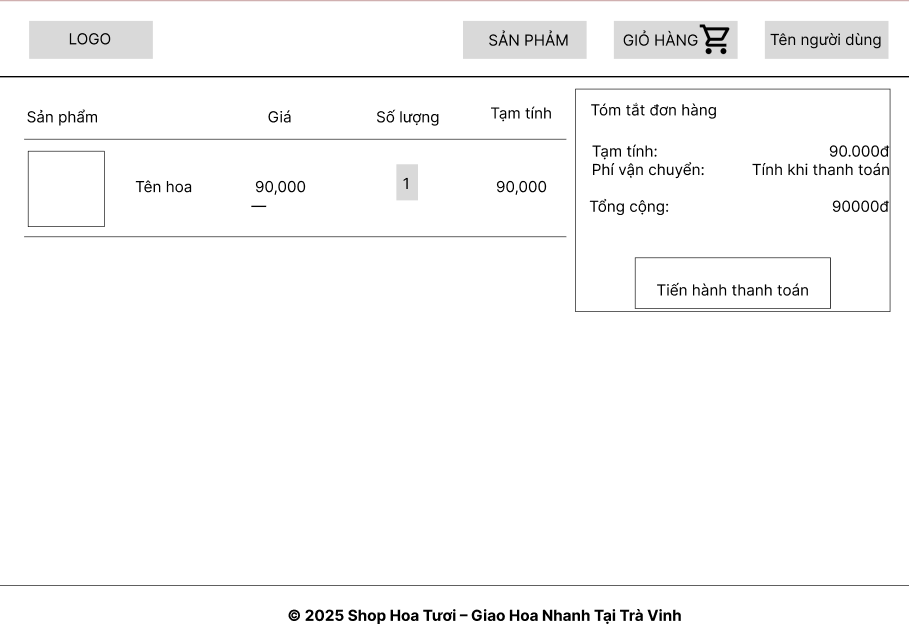 LOGO
SẢN PHẨM
GIỎ HÀNG
Tên người dùng
Sản phẩm
Giá
Số lượng
Tạm tính
Tên hoa
90,000
1
90,000
Tóm tắt đơn hàng
Tạm tính: 90.000đ
Phí vận chuyển: Tính khi thanh toán
Tổng cộng: 90000đ
Tiến hành thanh toán
© 2025 Shop Hoa Tươi – Giao Hoa Nhanh Tại Trà Vinh